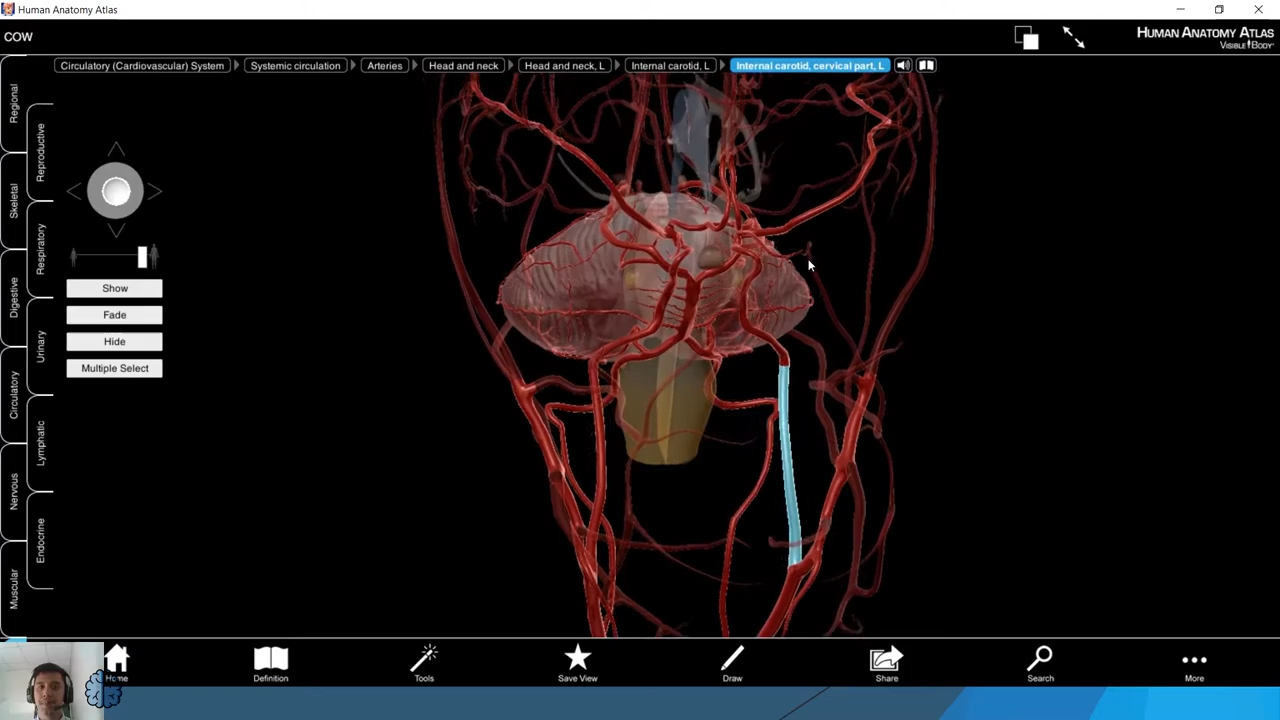 Human Anatomy Atlas
COW
HUMAN ANATOMY ATLAS
VISIBLE BODY
Circulatory (Cardiovascular) System
Systemic circulation
Arteries
Head and neck
Head and neck, L
Internal carotid, L
Internal carotid, cervical part, L
Regional
Skeletal
Digestive
Circulatory
Nervous
Muscular
Reproductive
Respiratory
Urinary
Lymphatic
Endocrine
Show
Fade
Hide
Multiple Select
Home
Definition
Tools
Save View
Draw
Share
Search
More